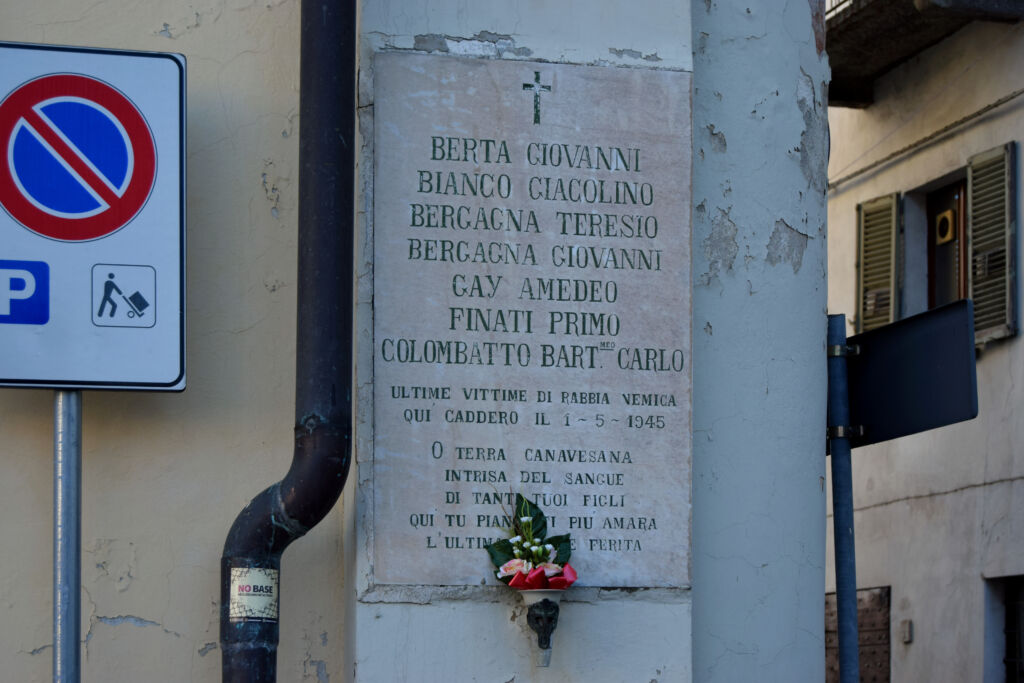 P
BERTA GIOVANNI
BIANCO GIACOLINO
BERGAGNA TERESIO
BERGAGNA GIOVANNI
GAY AMEDEO
FINATI PRIMO
COLOMBATTO BART.MEO CARLO
ULTIME VITTIME DI RABBIA NEMICA
QUI CADDERO IL 1-5-1945
O TERRA CANAVESANA
INTRISA DEL SANGUE
DI TANTI TUOI FIGLI
QUI TU PIAN TI PIU AMARA
L'ULTIMA E FERITA
NO BASE